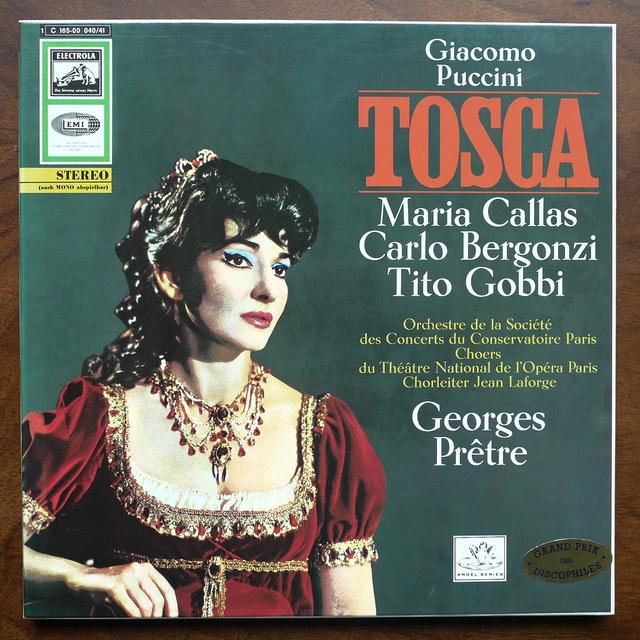 1 C 165-00 040/41
ELECTROLA
Die Stimme seines Herrn
EMI
STEREO
(auch MONO abspielbar)
Giacomo
Puccini
TOSCA
Maria Callas
Carlo Bergonzi
Tito Gobbi
Orchestre de la Société
des Concerts du Conservatoire Paris
Choers
du Théâtre National de l'Opéra Paris
Chorleiter Jean Laforge
Georges
Prêtre
ANGEL SERIES
GRAND PRIX
DES
DISCOPHILES